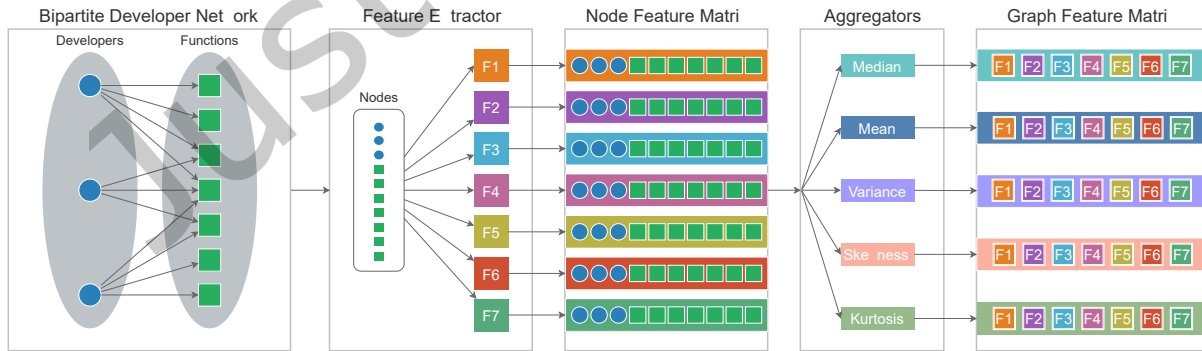 Bipartite Developer Net ork
Feature E tractor
Node Feature Matri
Aggregators
Graph Feature Matri
Developers
Functions
Nodes
F1
F2
F3
F4
F5
F6
F7
Median
Mean
Variance
Ske ness
Kurtosis
F1 F2 F3 F4 F5 F6 F7
F1 F2 F3 F4 F5 F6 F7
F1 F2 F3 F4 F5 F6 F7
F1 F2 F3 F4 F5 F6 F7
F1 F2 F3 F4 F5 F6 F7
Just